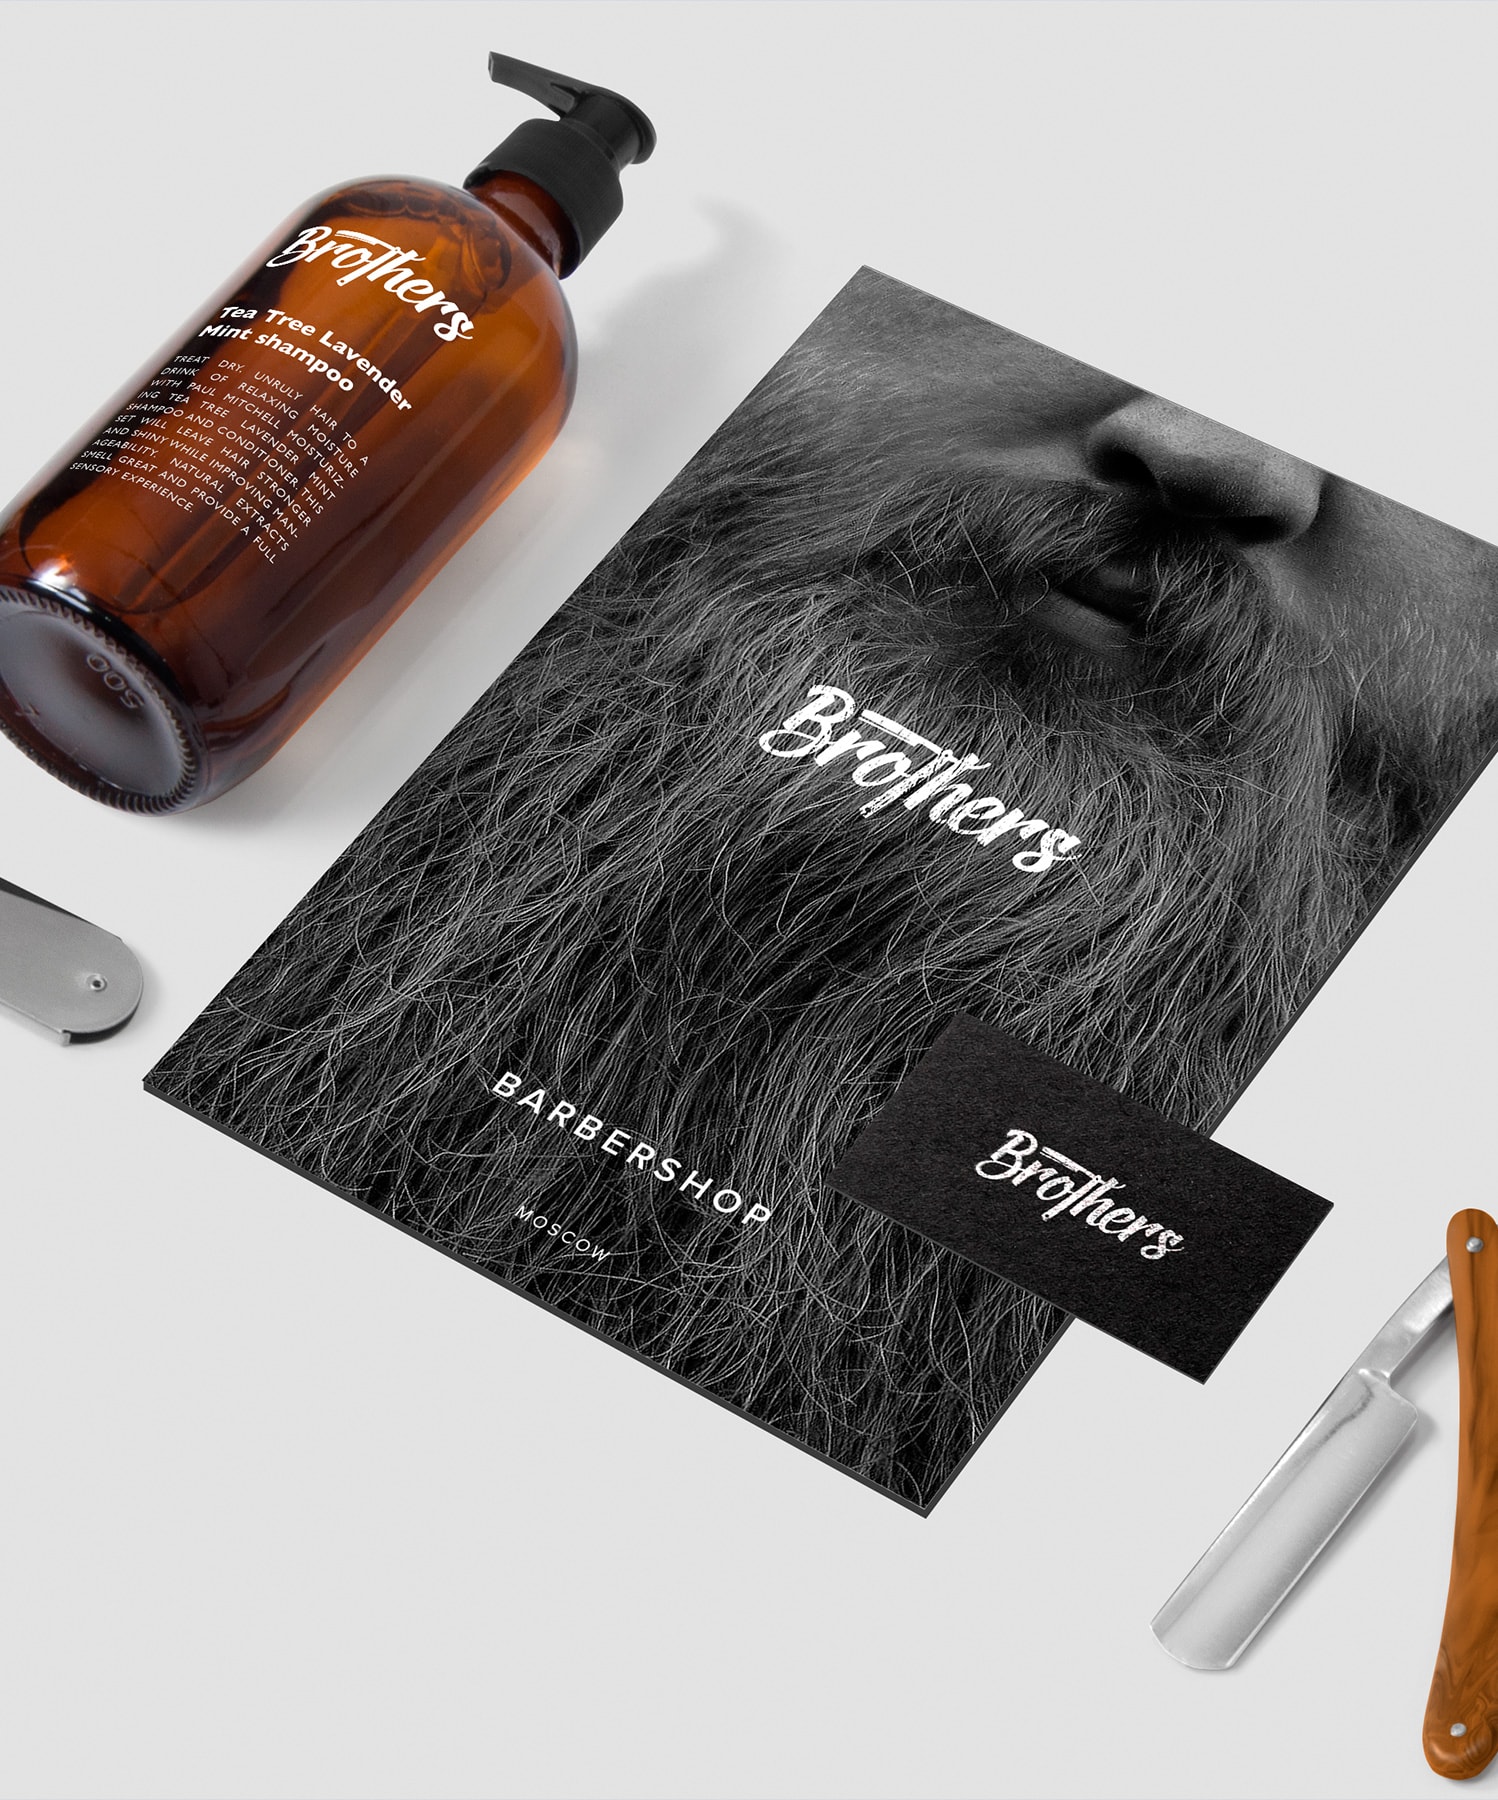 Brothers
Tea Tree Lavender
Mint shampoo
TREAT DRY, UNRULY HAIR TO A
DRINK OF RELAXING MOISTURE
WITH PAUL MITCHELL MOISTURIZ-
ING TEA TREE LAVENDER MINT
SHAMPOO AND CONDITIONER. THIS
SET WILL LEAVE HAIR STRONGER
AND SHINY WHILE IMPROVING MAN-
AGEABILITY. NATURAL EXTRACTS
SMELL GREAT AND PROVIDE A FULL
SENSORY EXPERIENCE.
500
Brothers
BARBERSHOP
MOSCOW
Brothers